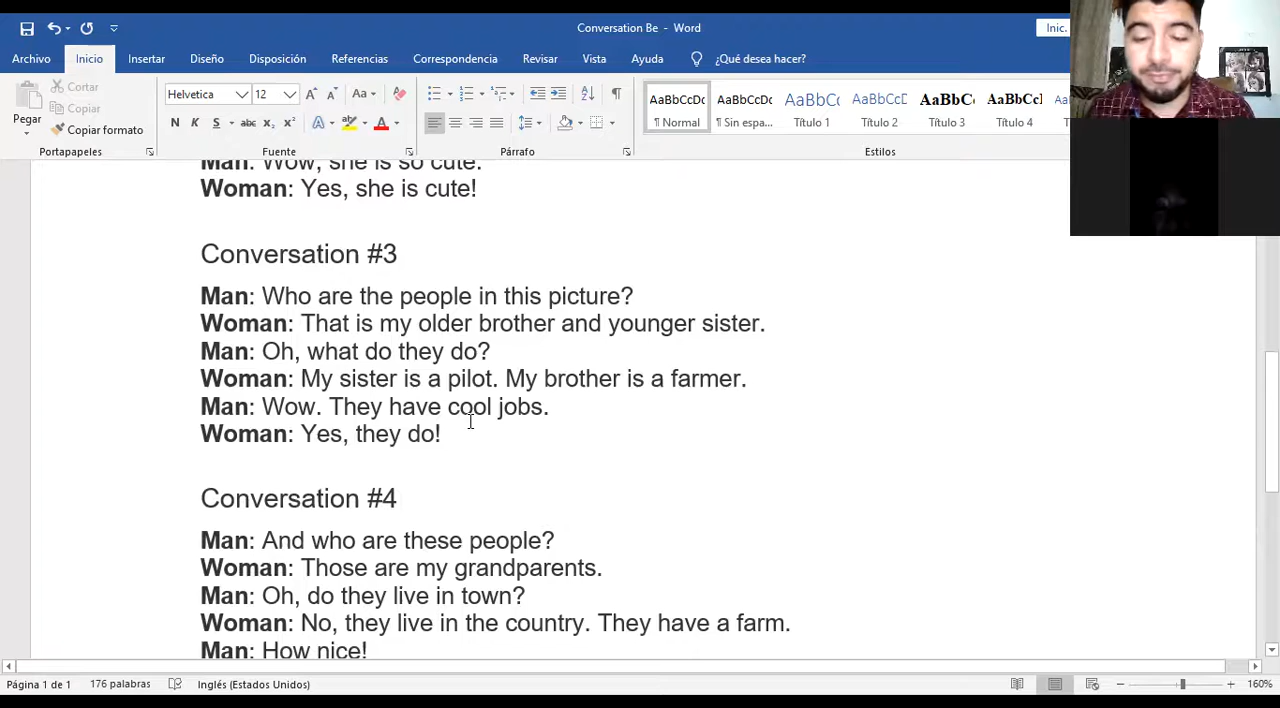 Conversation Be - Word
Inic.
Archivo Inicio Insertar Diseño Disposición Referencias Correspondencia Revisar Vista Ayuda ¿Qué desea hacer?
Pegar
Cortar
Copiar
Copiar formato
Portapapeles
Helvetica 12
N K S abc x₂ x²
Fuente
Párrafo
AaBbCcDc AaBbCcDc AaBbC AaBbCcD AaBbC AaBbCcI
¶ Normal ¶ Sin espa... Título 1 Título 2 Título 3 Título 4
Estilos
Man: Wow, she is so cute.
Woman: Yes, she is cute!
Conversation #3
Man: Who are the people in this picture?
Woman: That is my older brother and younger sister.
Man: Oh, what do they do?
Woman: My sister is a pilot. My brother is a farmer.
Man: Wow. They have cool jobs.
Woman: Yes, they do!
Conversation #4
Man: And who are these people?
Woman: Those are my grandparents.
Man: Oh, do they live in town?
Woman: No, they live in the country. They have a farm.
Man: How nice!
Página 1 de 1 176 palabras Inglés (Estados Unidos) 160%